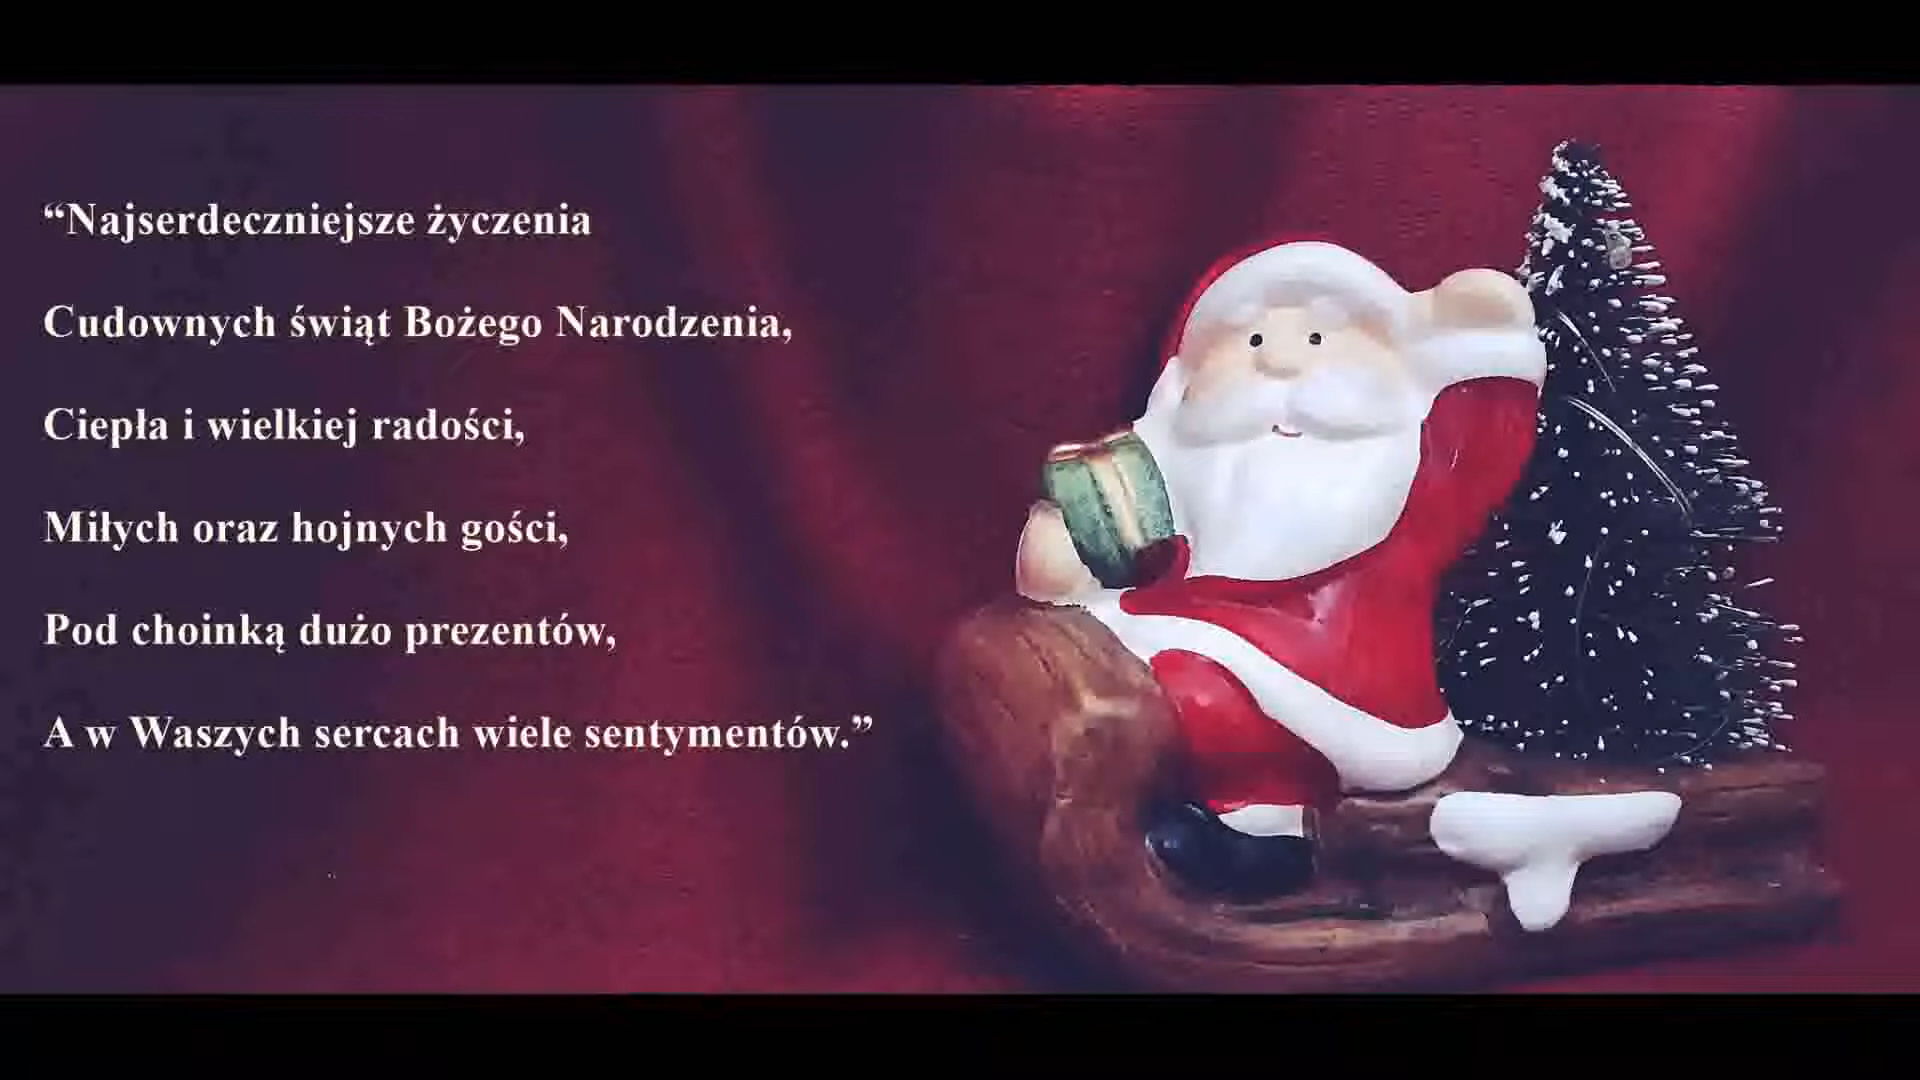 “Najserdeczniejsze życzenia
Cudownych świąt Bożego Narodzenia,
Ciepła i wielkiej radości,
Miłych oraz hojnych gości,
Pod choinką dużo prezentów,
A w Waszych sercach wiele sentymentów.”